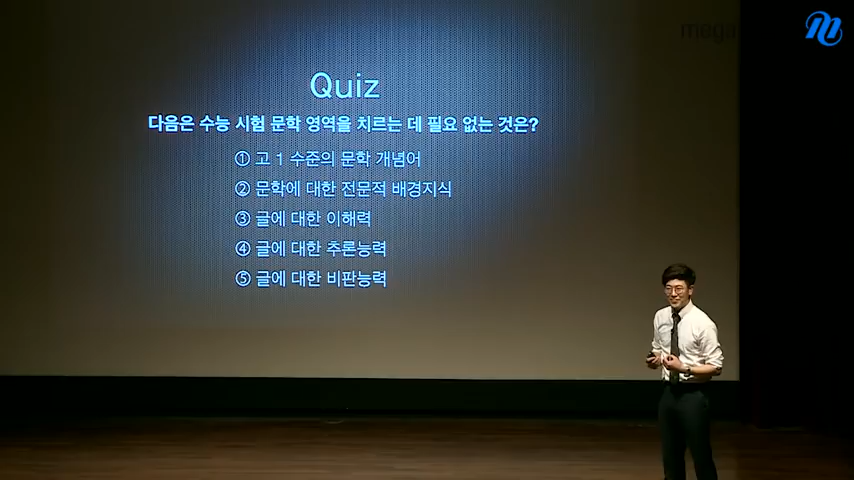 mega
Quiz
다음은 수능 시험 문학 영역을 치르는 데 필요 없는 것은?
① 고 1 수준의 문학 개념어
② 문학에 대한 전문적 배경지식
③ 글에 대한 이해력
④ 글에 대한 추론능력
⑤ 글에 대한 비판능력